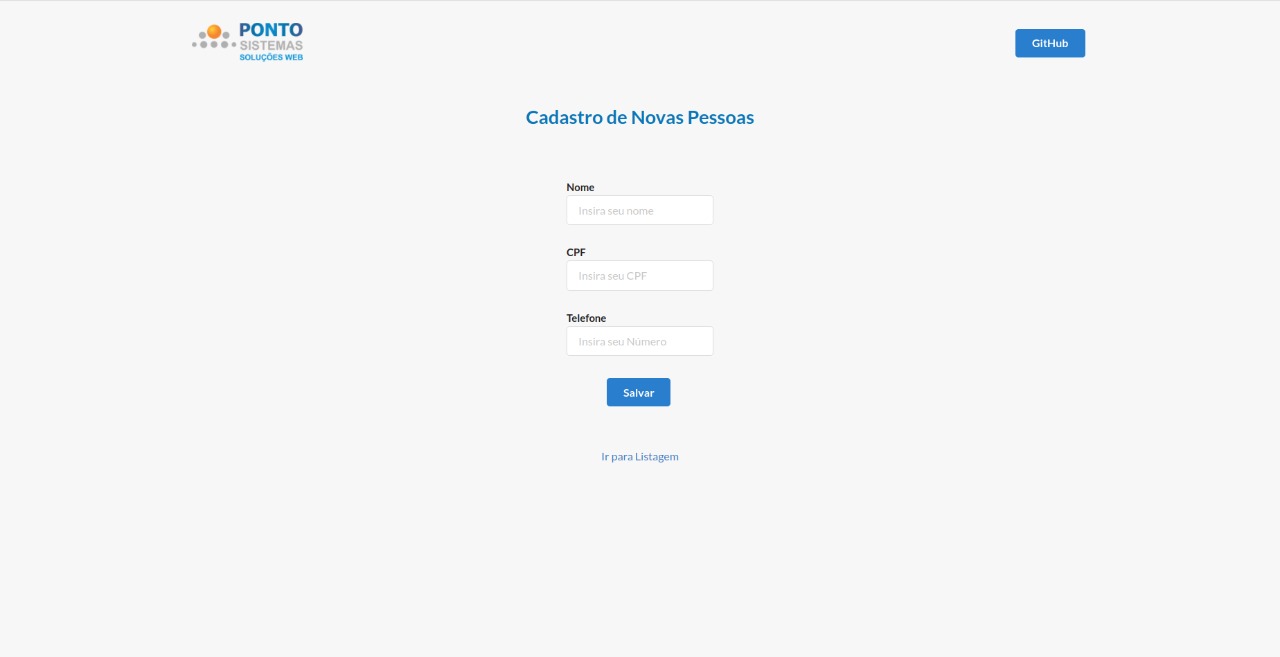 PONTO
SISTEMAS
SOLUÇÕES WEB
GItHub
Cadastro de Novas Pessoas
Nome
Insira seu nome
CPF
Insira seu CPF
Telefone
Insira seu Número
Salvar
Ir para Listagem